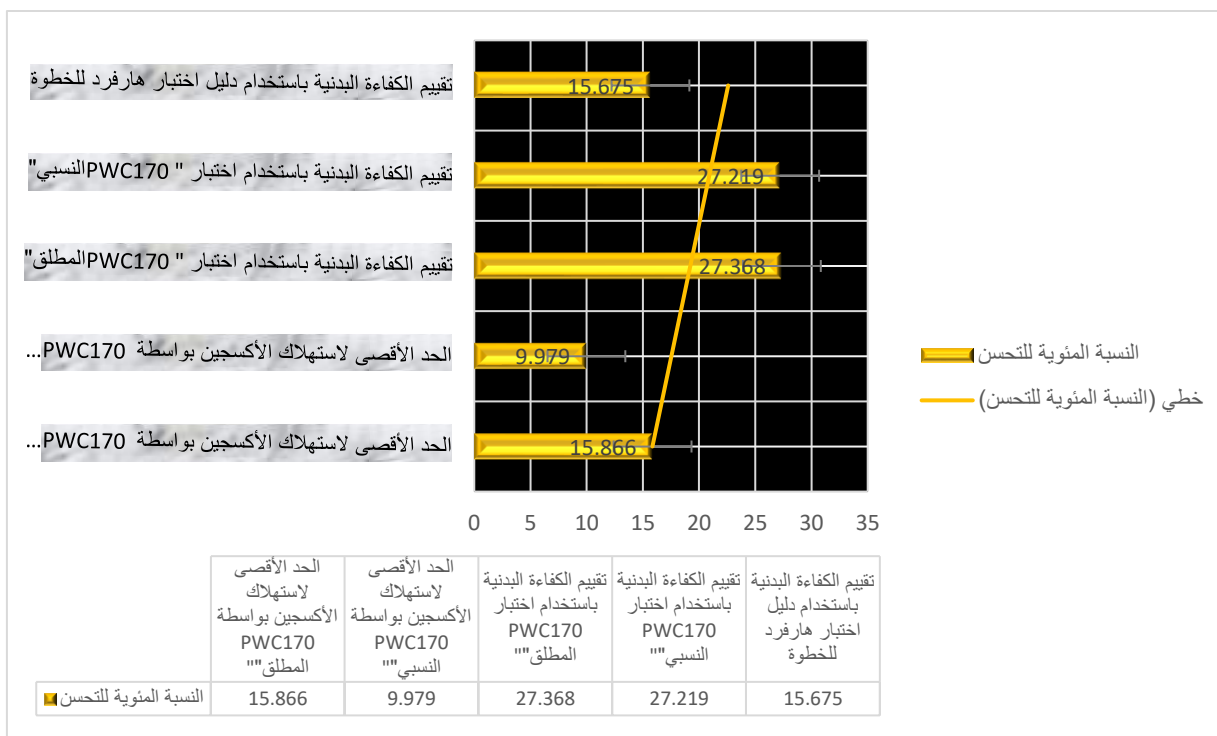 تقييم الكفاءة البدنية باستخدام دليل اختبار هارفرد للخطوة
15.675
تقييم الكفاءة البدنية باستخدام اختبار " PWC170النسبي"
27.219
تقييم الكفاءة البدنية باستخدام اختبار " PWC170المطلق"
27.368
الحد الأقصى لاستهلاك الأكسجين بواسطة PWC170...
9.979
الحد الأقصى لاستهلاك الأكسجين بواسطة PWC170...
15.866
0 5 10 15 20 25 30 35
النسبة المئوية للتحسن
خطي (النسبة المئوية للتحسن)
تقييم الكفاءة البدنية
باستخدام دليل
اختبار هارفرد
للخطوة
تقييم الكفاءة البدنية
باستخدام اختبار
PWC170
النسبي""
تقييم الكفاءة البدنية
باستخدام اختبار
PWC170
المطلق""
الحد الأقصى
لاستهلاك
الأكسجين بواسطة
PWC170
النسبي""
الحد الأقصى
لاستهلاك
الأكسجين بواسطة
PWC170
المطلق""
النسبة المئوية للتحسن 15.866 9.979 27.368 27.219 15.675